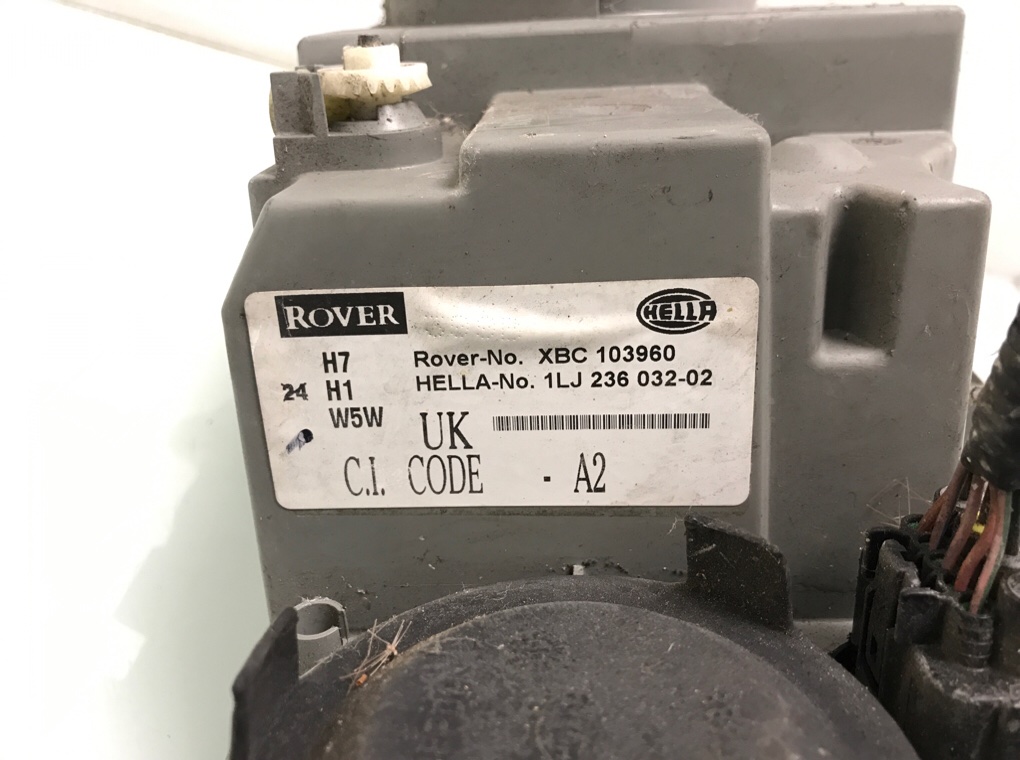 ROVER
HELLA
H7
24 H1
W5W
Rover-No. XBC 103960
HELLA-No. 1LJ 236 032-02
UK
C.I. CODE - A2